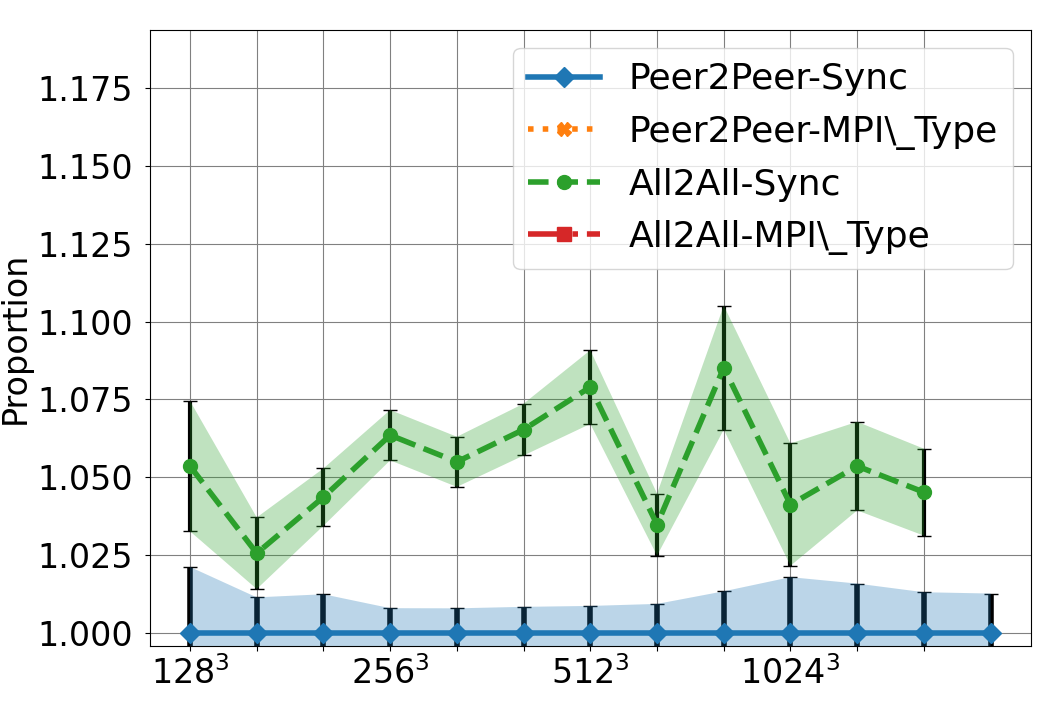 1.175
1.150
1.125
1.100
1.075
1.050
1.025
1.000
Proportion
Peer2Peer-Sync
Peer2Peer-MPI\_Type
All2All-Sync
All2All-MPI\_Type
128³ 256³ 512³ 1024³